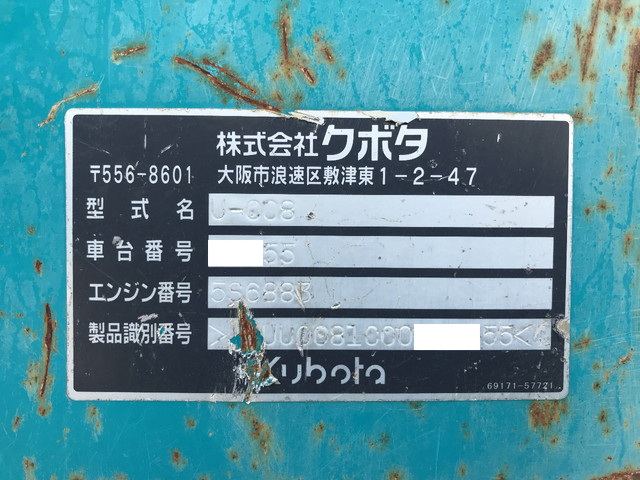 株式会社クボタ
〒556-8601 大阪市浪速区敷津東1-2-47
型式名 U-008
車台番号 55
エンジン番号
製品識別番号 55<
Kubota
69171-57721